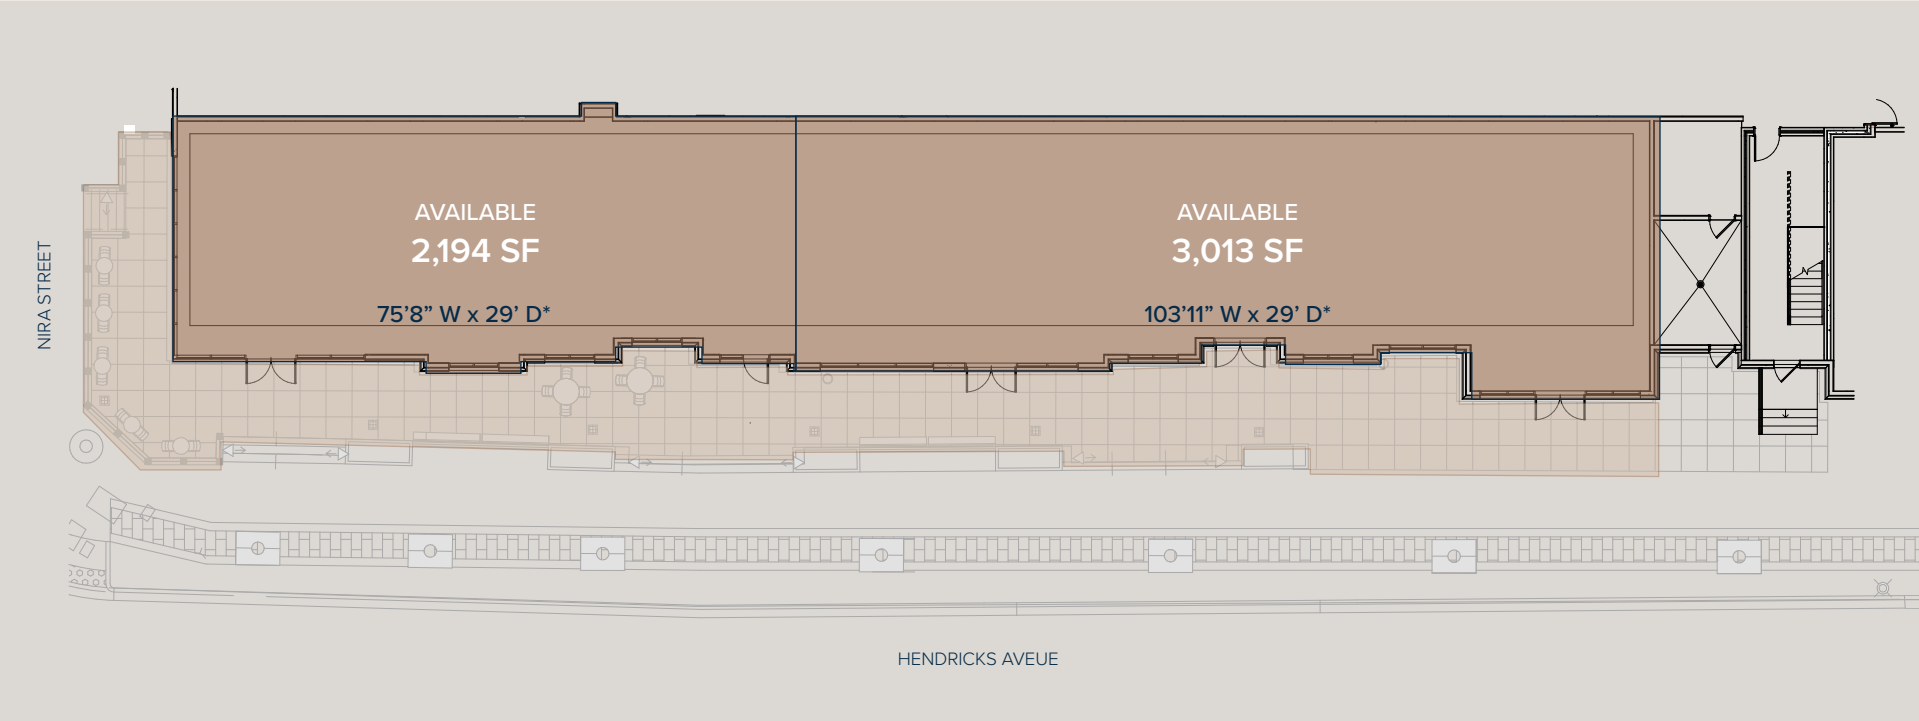 AVAILABLE
2,194 SF
75’8” W x 29’ D*
AVAILABLE
3,013 SF
103’11” W x 29’ D*
NIRA STREET
N
HENDRICKS AVEUE